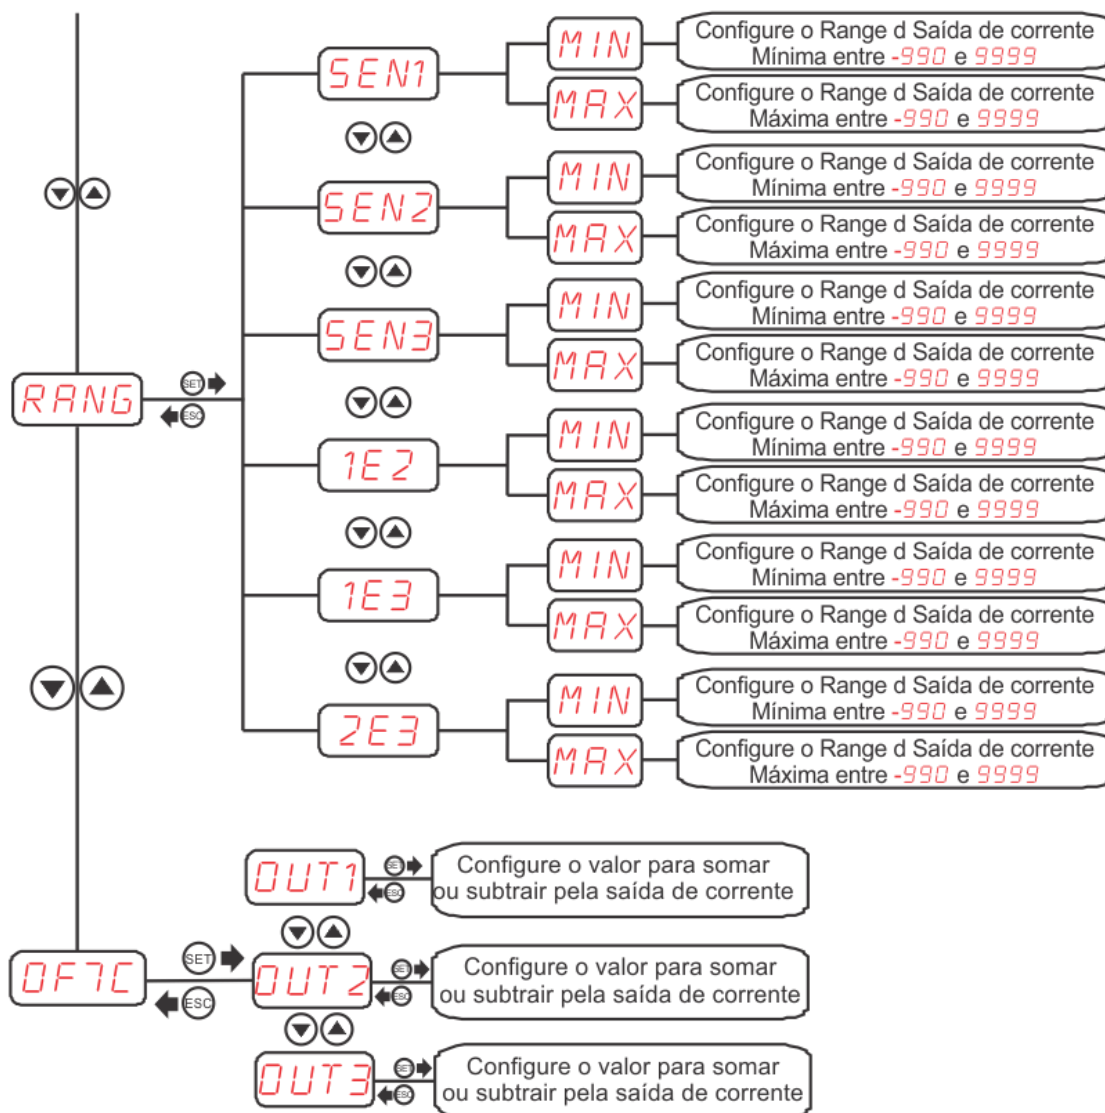 SEN1
MIN
Configure o Range d Saída de corrente
Mínima entre -990 e 9999
MAX
Configure o Range d Saída de corrente
Máxima entre -990 e 9999
SEN2
MIN
Configure o Range d Saída de corrente
Mínima entre -990 e 9999
MAX
Configure o Range d Saída de corrente
Máxima entre -990 e 9999
SEN3
MIN
Configure o Range d Saída de corrente
Mínima entre -990 e 9999
MAX
Configure o Range d Saída de corrente
Máxima entre -990 e 9999
RANG
SET
ESC
1E2
MIN
Configure o Range d Saída de corrente
Mínima entre -990 e 9999
MAX
Configure o Range d Saída de corrente
Máxima entre -990 e 9999
1E3
MIN
Configure o Range d Saída de corrente
Mínima entre -990 e 9999
MAX
Configure o Range d Saída de corrente
Máxima entre -990 e 9999
2E3
MIN
Configure o Range d Saída de corrente
Mínima entre -990 e 9999
MAX
Configure o Range d Saída de corrente
Máxima entre -990 e 9999
OUT1
SET
ESC
Configure o valor para somar
ou subtrair pela saída de corrente
OF7C
SET
ESC
OUT2
SET
ESC
Configure o valor para somar
ou subtrair pela saída de corrente
OUT3
SET
ESC
Configure o valor para somar
ou subtrair pela saída de corrente